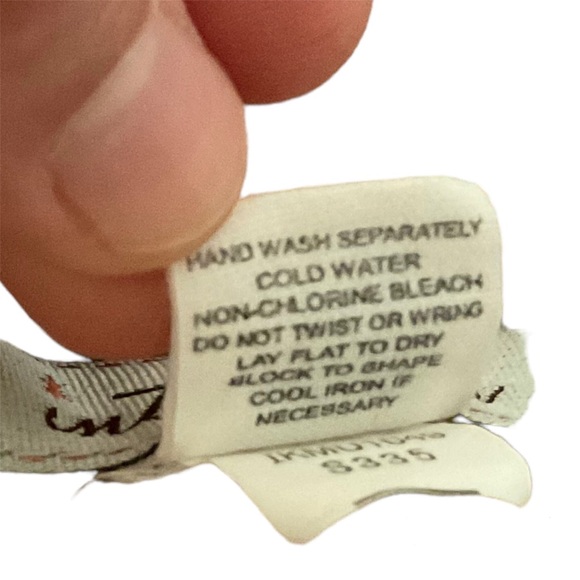 HAND WASH SEPARATELY
COLD WATER
NON-CHLORINE BLEACH
DO NOT TWIST OR WRING
LAY FLAT TO DRY
BLOCK TO SHAPE
COOL IRON IF
NECESSARY
S335